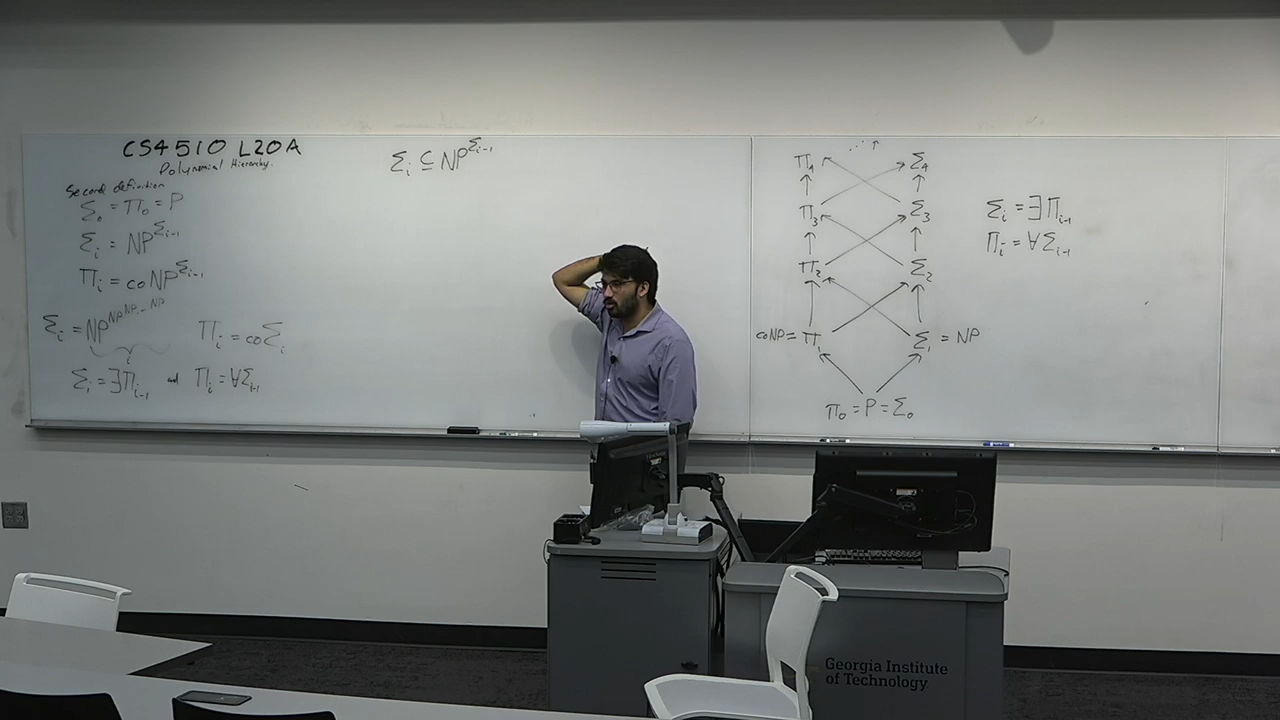 CS4510 L20A
Polynomial Hierarchy.
Second definition
Σ₀ = Π₀ = P
Σᵢ = NP^Σᵢ₋₁
Πᵢ = coNP^Σᵢ₋₁
Σᵢ = NP^NP^NP...NP
i
Πᵢ = coΣᵢ
Σᵢ = ∃Πᵢ₋₁ and Πᵢ = ∀Σᵢ₋₁
Σᵢ ⊆ NP^Σᵢ₋₁
Π₄ Σ₄
Π₃ Σ₃
Π₂ Σ₂
coNP = Π₁ Σ₁ = NP
Π₀ = P = Σ₀
Σᵢ = ∃Πᵢ₋₁
Πᵢ = ∀Σᵢ₋₁
Georgia Institute
of Technology